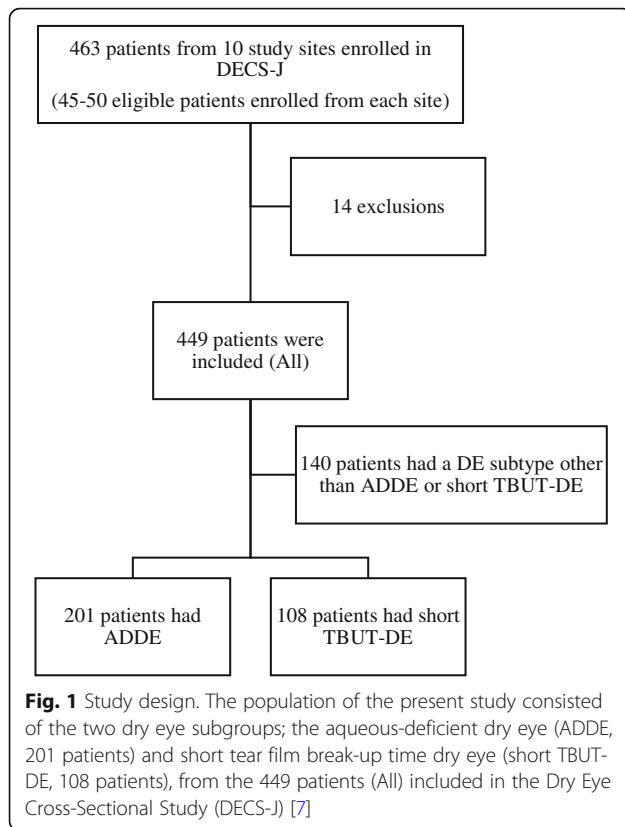 463 patients from 10 study sites enrolled in
DECS-J
(45-50 eligible patients enrolled from each site)
14 exclusions
449 patients were
included (All)
140 patients had a DE subtype other
than ADDE or short TBUT-DE
201 patients had
ADDE
108 patients had short
TBUT-DE
Fig. 1 Study design. The population of the present study consisted
of the two dry eye subgroups; the aqueous-deficient dry eye (ADDE,
201 patients) and short tear film break-up time dry eye (short TBUT-
DE, 108 patients), from the 449 patients (All) included in the Dry Eye
Cross-Sectional Study (DECS-J) [7]